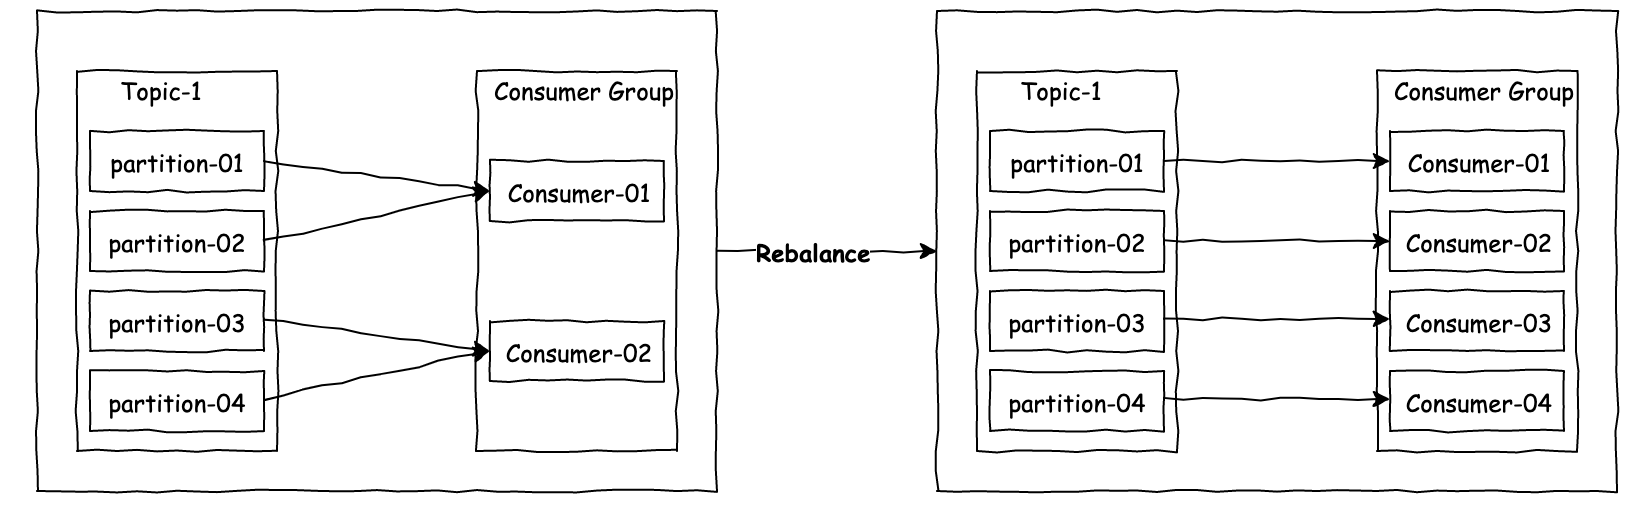 Topic-1
partition-01
partition-02
partition-03
partition-04
Consumer Group
Consumer-01
Consumer-02
Rebalance
Topic-1
partition-01
partition-02
partition-03
partition-04
Consumer Group
Consumer-01
Consumer-02
Consumer-03
Consumer-04